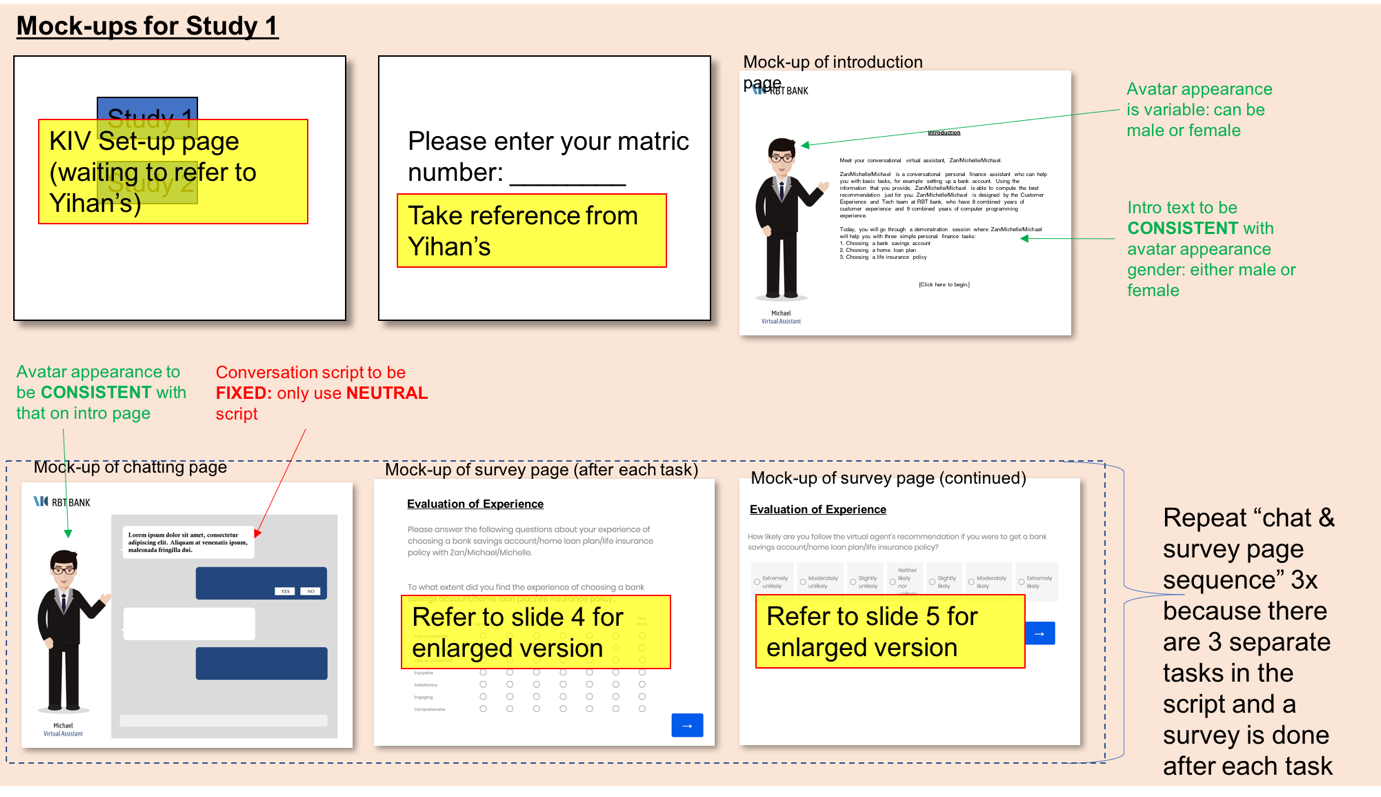 Mock-ups for Study 1
Study 1
Study 2
KIV Set-up page
(waiting to refer to
Yihan’s)
Please enter your matric
number: _________
Take reference from
Yihan’s
Mock-up of introduction
page
RBT BANK
Introduction
Meet your conversational virtual assistant, Zan/Michelle/Michael.
Zan/Michelle/Michael is a conversational personal finance assistant who can help
you with basic tasks, for example setting up a bank account. Using the
information that you provide, Zan/Michelle/Michael is able to compute the best
recommendation just for you. Zan/Michelle/Michael is designed by the Customer
Experience and Tech team at RBT bank, who have 8 combined years of
customer experience and 9 combined years of computer programming
experience.
Today, you will go through a demonstration session where Zan/Michelle/Michael
will help you with three simple personal finance tasks:
1. Choosing a bank savings account
2. Choosing a home loan plan
3. Choosing a life insurance policy
[Click here to begin.]
Michael
Virtual Assistant
Avatar appearance
is variable: can be
male or female
Intro text to be
CONSISTENT with
avatar appearance
gender: either male or
female
Avatar appearance to
be CONSISTENT with
that on intro page
Conversation script to be
FIXED: only use NEUTRAL
script
Mock-up of chatting page
RBT BANK
Lorem ipsum dolor sit amet, consectetur
adipiscing elit. Aliquam at venenatis ipsum,
malesuada fringilla dui.
YES NO
Michael
Virtual Assistant
Mock-up of survey page (after each task)
Evaluation of Experience
Please answer the following questions about your experience of
choosing a bank savings account/home loan plan/life insurance
policy with Zan/Michael/Michelle.
To what extent did you find the experience of choosing a bank
savings account/home loan plan/life insurance policy
Refer to slide 4 for
enlarged version
Enjoyable
Satisfactory
Engaging
Comprehensive
→
Mock-up of survey page (continued)
Evaluation of Experience
How likely are you follow the virtual agent's recommendation if you were to get a bank
savings account/home loan plan/life insurance policy?
Extremely
unlikely
Moderately
unlikely
Slightly
unlikely
Neither
likely
nor
Slightly
likely
Moderately
likely
Extremely
likely
Refer to slide 5 for
enlarged version
→
Repeat “chat &
survey page
sequence” 3x
because there
are 3 separate
tasks in the
script and a
survey is done
after each task